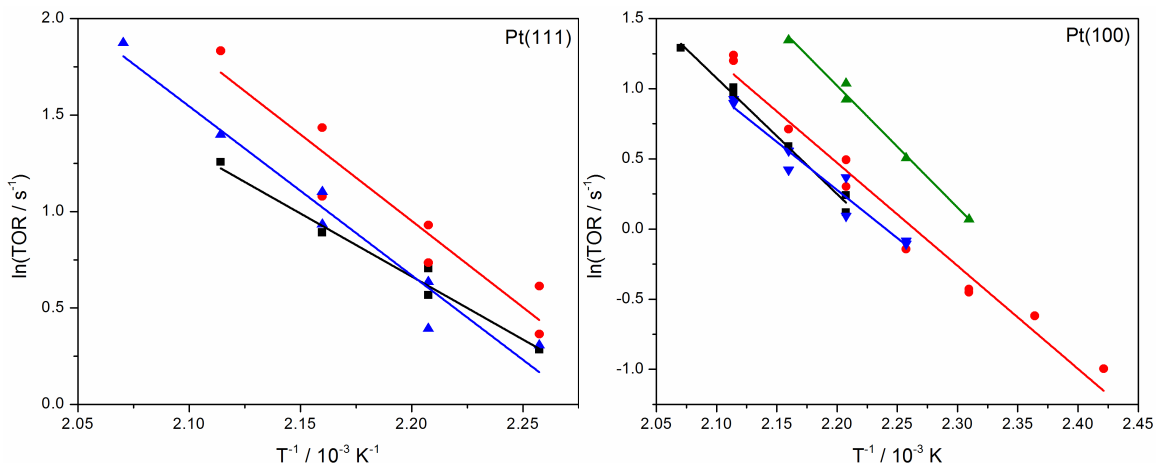 Pt(111)
2.0
1.5
1.0
0.5
0.0
ln(TOR / s⁻¹)
2.05 2.10 2.15 2.20 2.25
T⁻¹ / 10⁻³ K⁻¹
Pt(100)
1.5
1.0
0.5
0.0
-0.5
-1.0
ln(TOR / s⁻¹)
2.05 2.10 2.15 2.20 2.25 2.30 2.35 2.40 2.45
T⁻¹ / 10⁻³ K